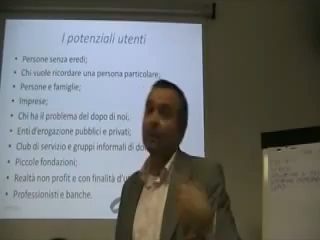 I potenziali utenti
Persone senza eredi;
Chi vuole ricordare una persona particolare;
Persone e famiglie;
Imprese;
Chi ha il problema del dopo di noi;
Enti d'erogazione pubblici e privati;
Club di servizio e gruppi informali di
Piccole fondazioni;
Realtà non profit e con finalità d'
Professionisti e banche.